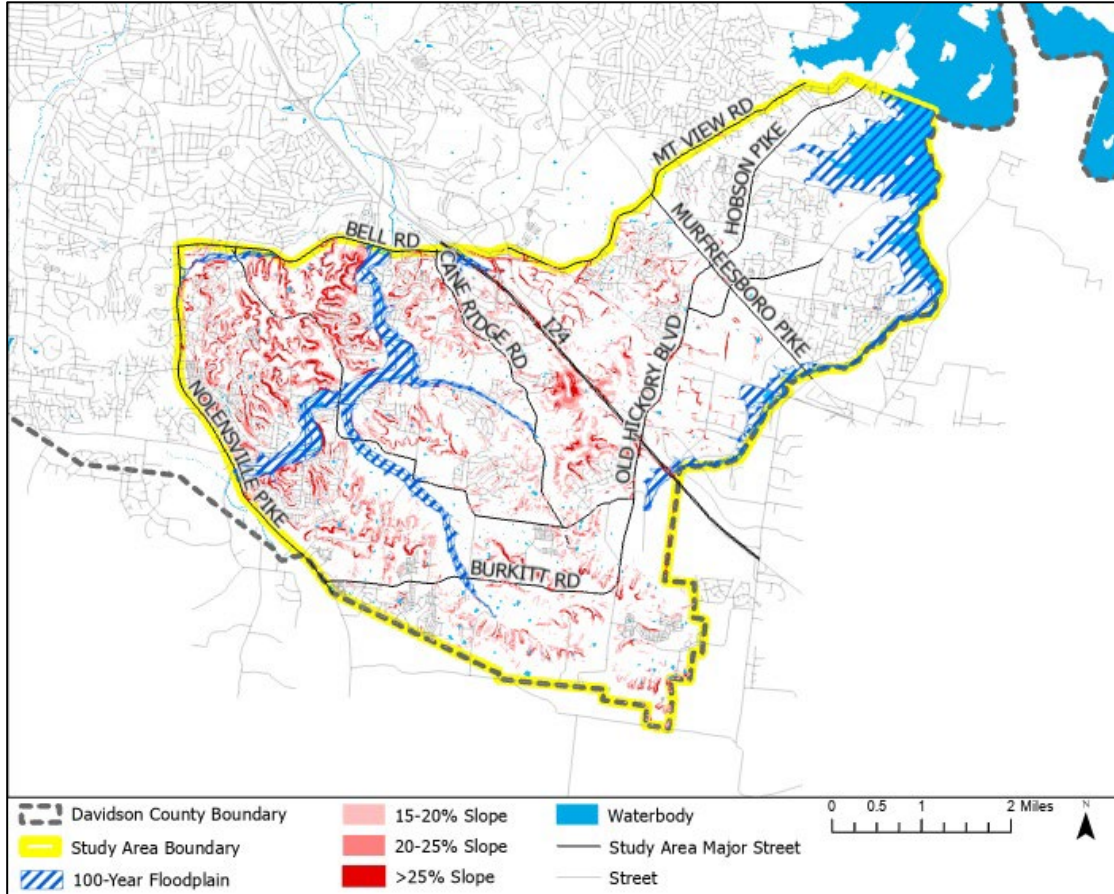 MT VIEW RD
HOBSON PIKE
MURFREESBORO PIKE
BELL RD
CANE RIDGE RD
I24
OLD HICKORY BLVD
NOLENSVILLE PIKE
BURKITT RD
Davidson County Boundary
Study Area Boundary
100-Year Floodplain
15-20% Slope
20-25% Slope
>25% Slope
Waterbody
Study Area Major Street
Street
0 0.5 1 2 Miles
N